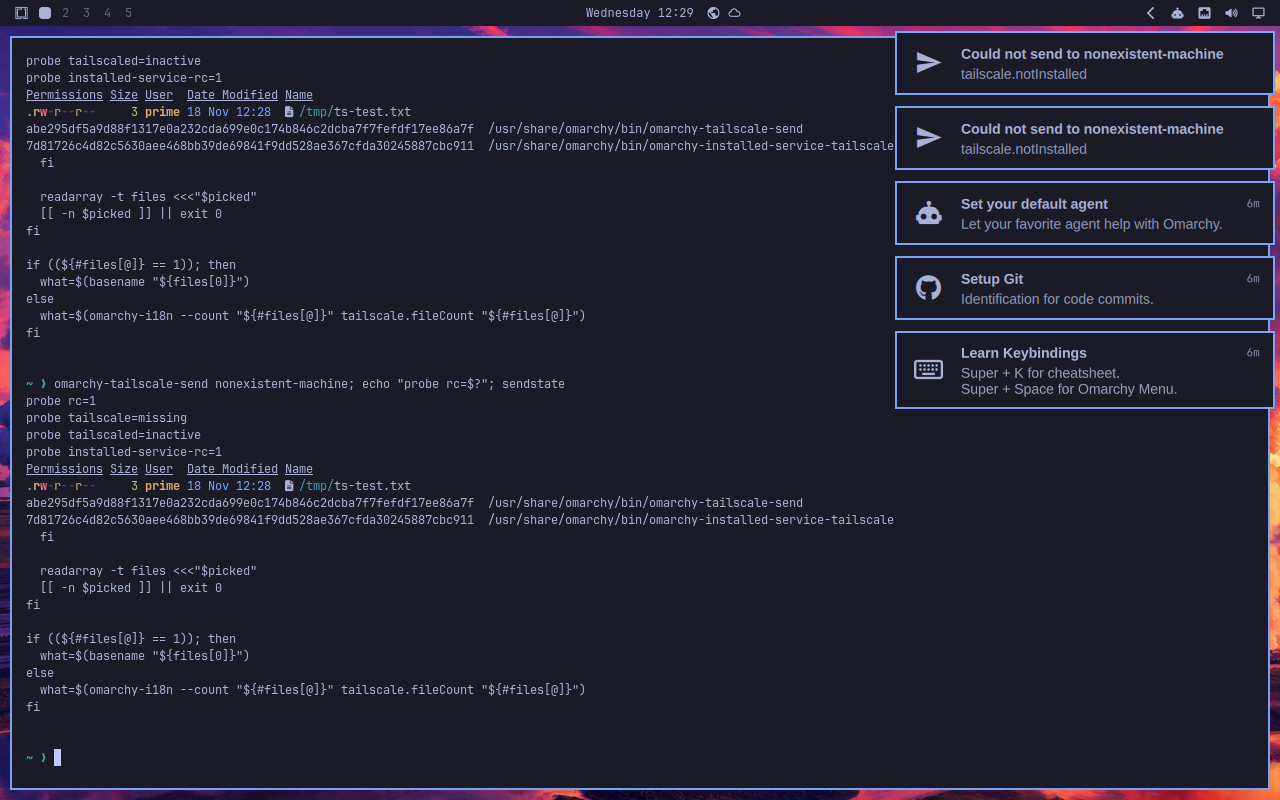 2 3 4 5
Wednesday 12:29
probe tailscaled=inactive
probe installed-service-rc=1
Permissions Size User Date Modified Name
.rw-r--r-- 3 prime 18 Nov 12:28 /tmp/ts-test.txt
abe295df5a9d88f1317e0a232cda699e0c174b846c2dcba7f7fefdf17ee86a7f /usr/share/omarchy/bin/omarchy-tailscale-send
7d81726c4d82c5630aee468bb39de69841f9dd528ae367cfda30245887cbc911 /usr/share/omarchy/bin/omarchy-installed-service-tailscale
fi
readarray -t files <<<"$picked"
[[ -n $picked ]] || exit 0
fi
if ((${#files[@]} == 1)); then
what=$(basename "${files[0]}")
else
what=$(omarchy-i18n --count "${#files[@]}" tailscale.fileCount "${#files[@]}")
fi
~ ❯ omarchy-tailscale-send nonexistent-machine; echo "probe rc=$?"; sendstate
probe rc=1
probe tailscale=missing
probe tailscaled=inactive
probe installed-service-rc=1
Permissions Size User Date Modified Name
.rw-r--r-- 3 prime 18 Nov 12:28 /tmp/ts-test.txt
abe295df5a9d88f1317e0a232cda699e0c174b846c2dcba7f7fefdf17ee86a7f /usr/share/omarchy/bin/omarchy-tailscale-send
7d81726c4d82c5630aee468bb39de69841f9dd528ae367cfda30245887cbc911 /usr/share/omarchy/bin/omarchy-installed-service-tailscale
fi
readarray -t files <<<"$picked"
[[ -n $picked ]] || exit 0
fi
if ((${#files[@]} == 1)); then
what=$(basename "${files[0]}")
else
what=$(omarchy-i18n --count "${#files[@]}" tailscale.fileCount "${#files[@]}")
fi
~ ❯
Could not send to nonexistent-machine
tailscale.notInstalled
Could not send to nonexistent-machine
tailscale.notInstalled
Set your default agent 6m
Let your favorite agent help with Omarchy.
Setup Git 6m
Identification for code commits.
Learn Keybindings 6m
Super + K for cheatsheet.
Super + Space for Omarchy Menu.